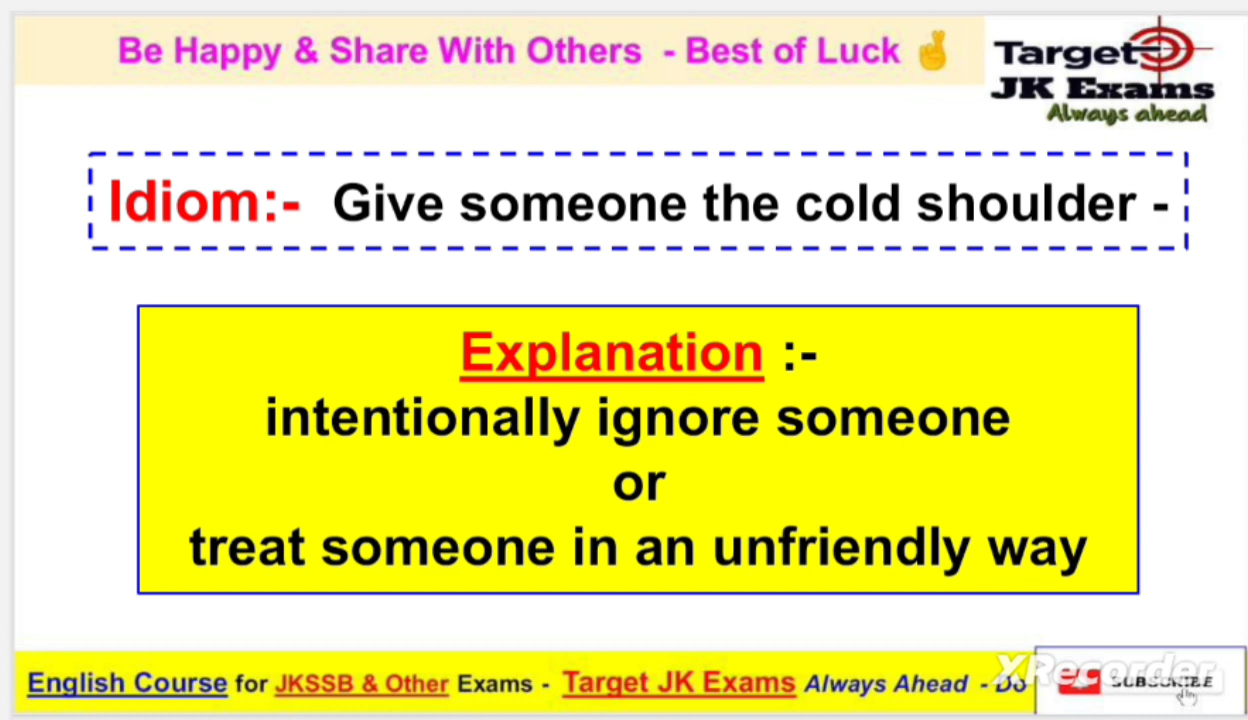 Be Happy & Share With Others - Best of Luck ✌
Target
JK Exams
Always ahead
Idiom:- Give someone the cold shoulder -
Explanation :-
intentionally ignore someone
or
treat someone in an unfriendly way
English Course for JKSSB & Other Exams - Target JK Exams Always Ahead - Do
XRecorder
SUBSCRIBE